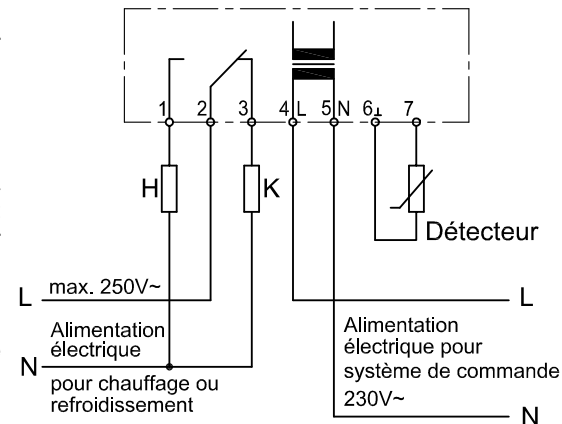 1 2 3 4 L 5 N 6⊥ 7
H K
Détecteur
L max. 250V~ L
Alimentation
électrique
N
pour chauffage ou
refroidissement
Alimentation
électrique pour
système de commande
230V~
N